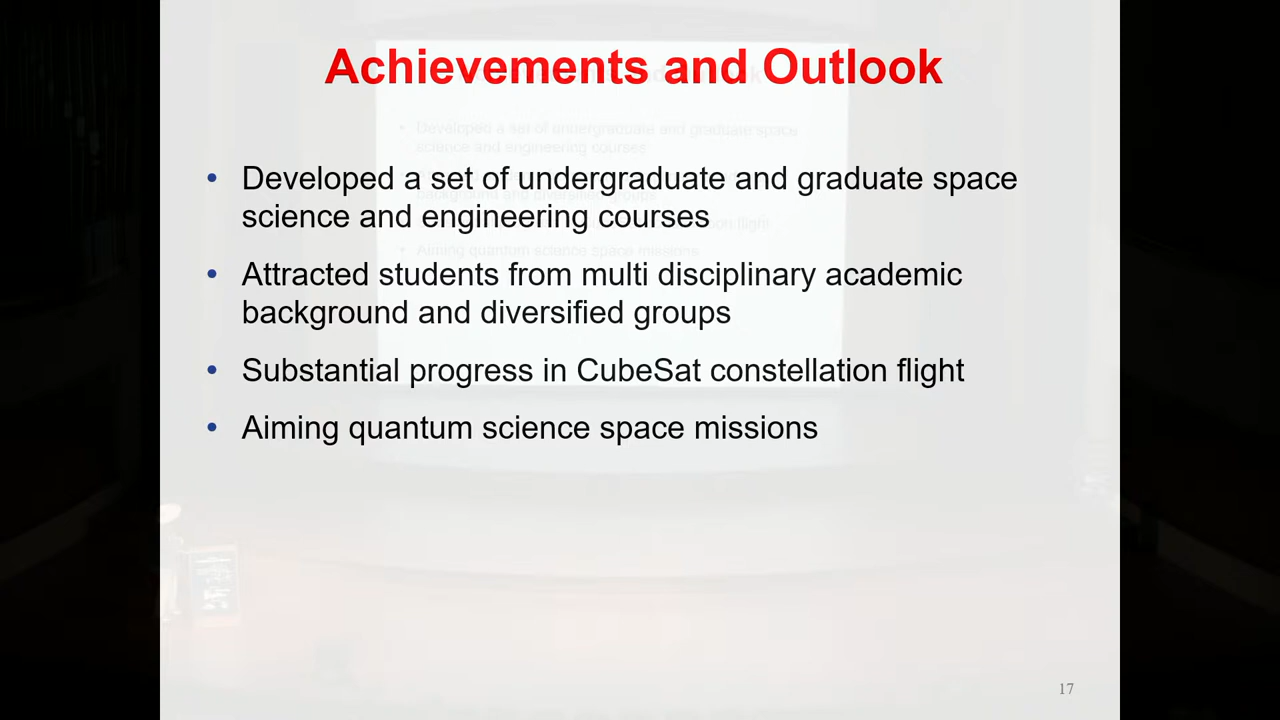 Achievements and Outlook
• Developed a set of undergraduate and graduate space
science and engineering courses
• Attracted students from multi disciplinary academic
background and diversified groups
• Substantial progress in CubeSat constellation flight
• Aiming quantum science space missions
17